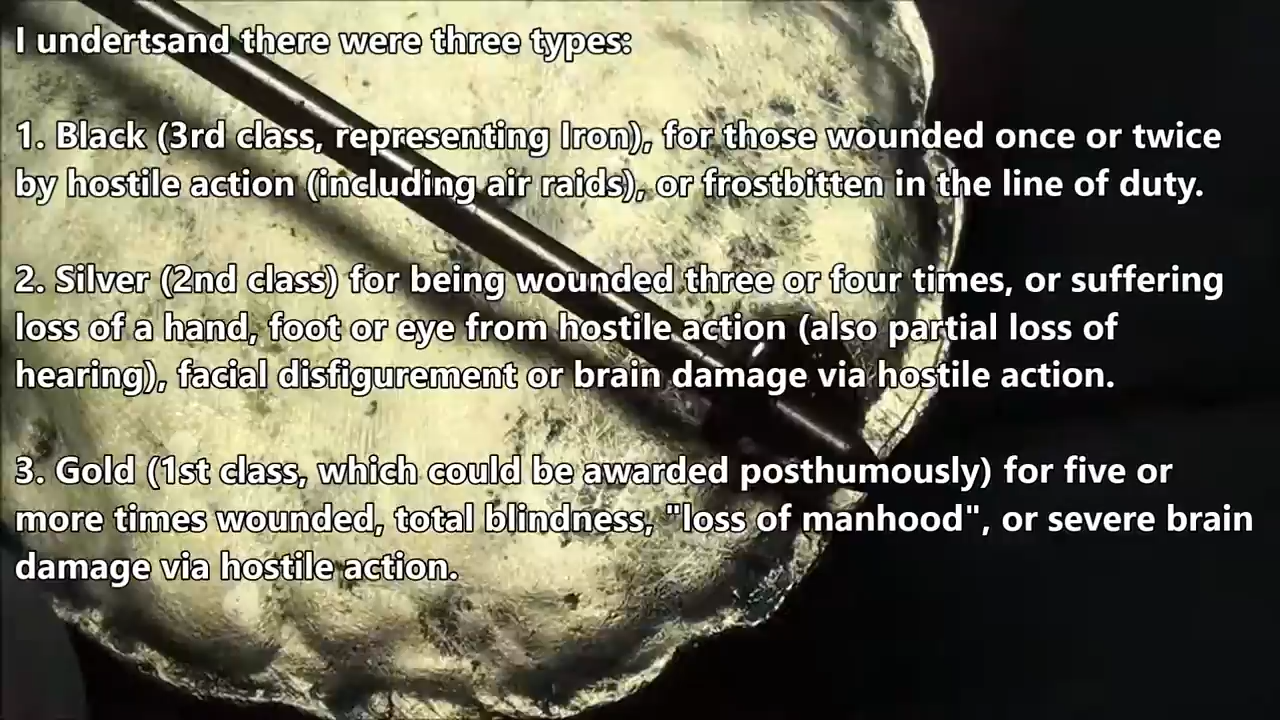 I undertsand there were three types:
1. Black (3rd class, representing Iron), for those wounded once or twice
by hostile action (including air raids), or frostbitten in the line of duty.
2. Silver (2nd class) for being wounded three or four times, or suffering
loss of a hand, foot or eye from hostile action (also partial loss of
hearing), facial disfigurement or brain damage via hostile action.
3. Gold (1st class, which could be awarded posthumously) for five or
more times wounded, total blindness, "loss of manhood", or severe brain
damage via hostile action.